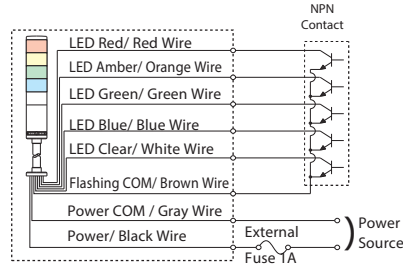 NPN
Contact
LED Red/ Red Wire
LED Amber/ Orange Wire
LED Green/ Green Wire
LED Blue/ Blue Wire
LED Clear/ White Wire
Flashing COM/ Brown Wire
Power COM / Gray Wire
Power/ Black Wire
External
Fuse 1A
Power
Source